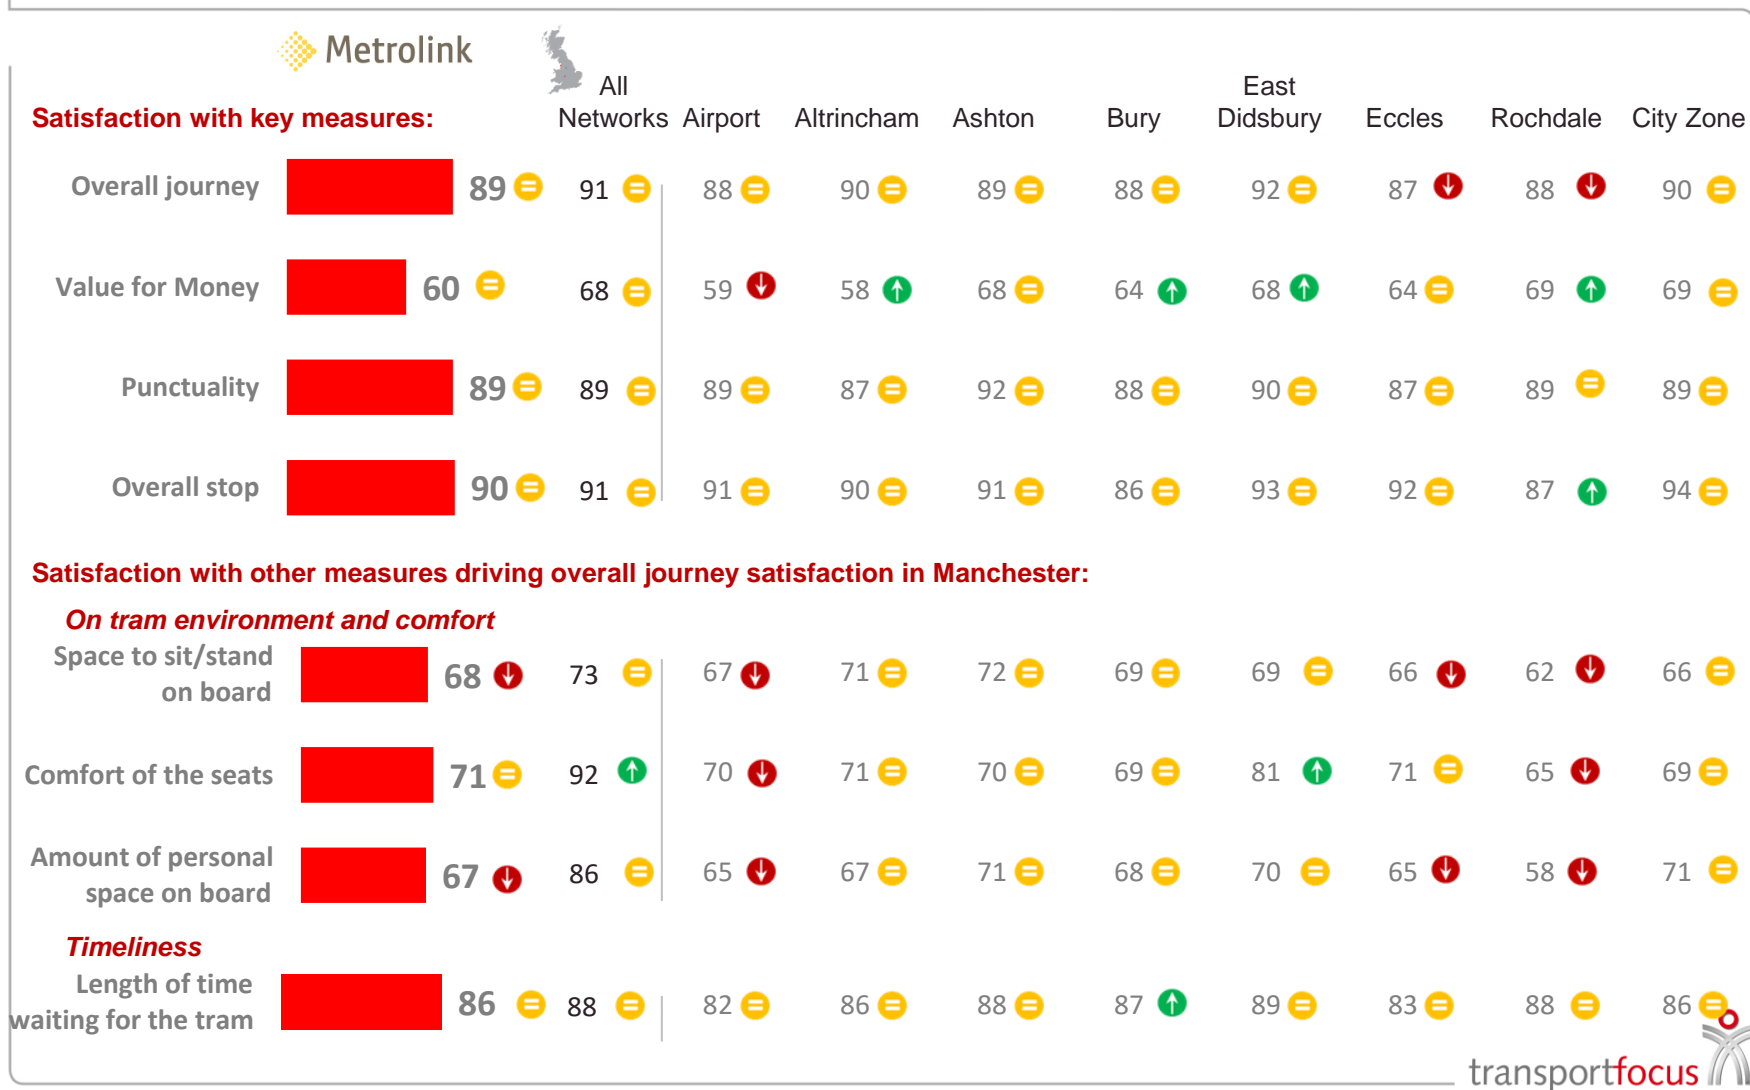 Metrolink
All
Networks
Airport
Altrincham
Ashton
Bury
East
Didsbury
Eccles
Rochdale
City Zone
Satisfaction with key measures:
Overall journey 89 = 91 = 88 = 90 = 89 = 88 = 92 = 87 ↓ 88 ↓ 90 =
Value for Money 60 = 68 = 59 ↓ 58 ↑ 68 = 64 ↑ 68 ↑ 64 = 69 ↑ 69 =
Punctuality 89 = 89 = 89 = 87 = 92 = 88 = 90 = 87 = 89 = 89 =
Overall stop 90 = 91 = 91 = 90 = 91 = 86 = 93 = 92 = 87 ↑ 94 =
Satisfaction with other measures driving overall journey satisfaction in Manchester:
On tram environment and comfort
Space to sit/stand
on board
68 ↓ 73 = 67 ↓ 71 = 72 = 69 = 69 = 66 ↓ 62 ↓ 66 =
Comfort of the seats 71 = 92 ↑ 70 ↓ 71 = 70 = 69 = 81 ↑ 71 = 65 ↓ 69 =
Amount of personal
space on board
67 ↓ 86 = 65 ↓ 67 = 71 = 68 = 70 = 65 ↓ 58 ↓ 71 =
Timeliness
Length of time
waiting for the tram
86 = 88 = 82 = 86 = 88 = 87 ↑ 89 = 83 = 88 = 86 =
transportfocus